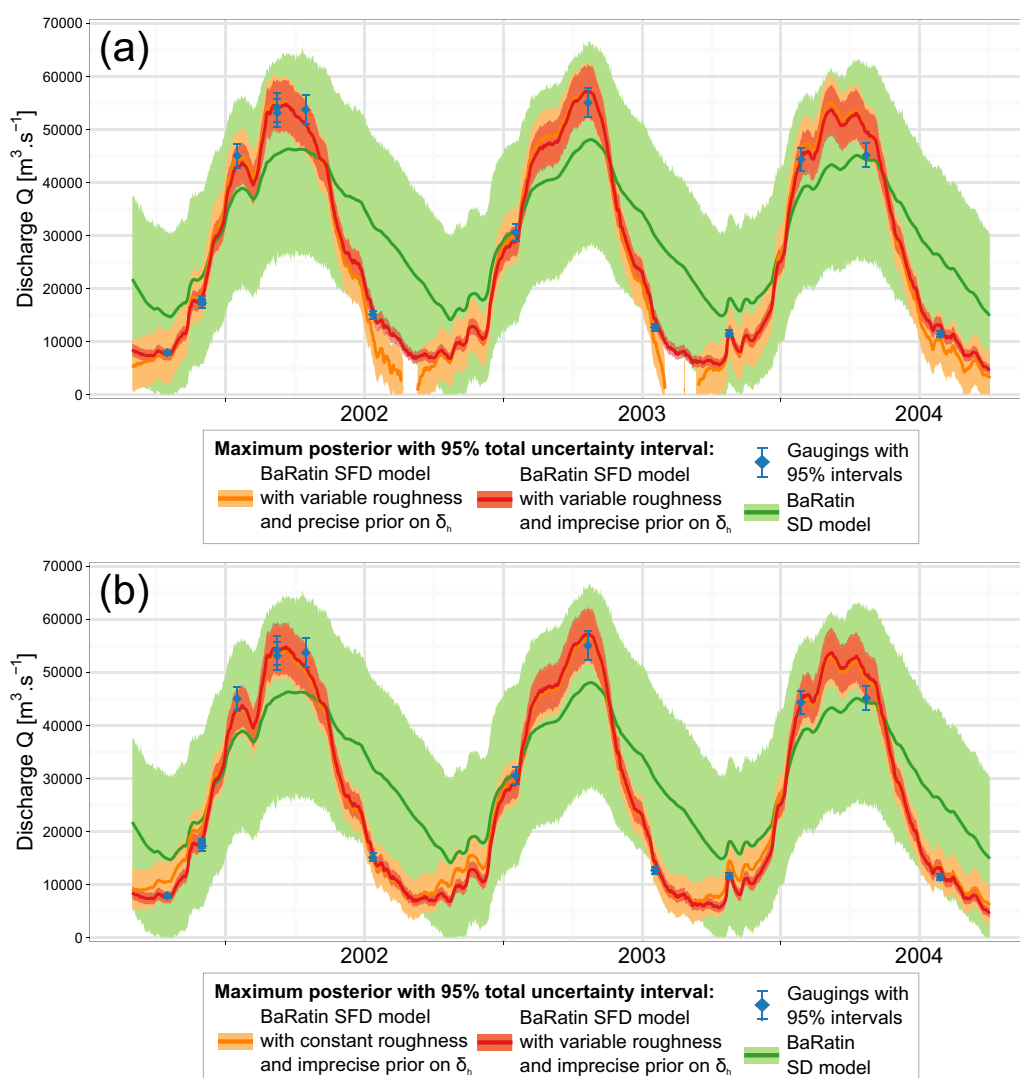 (a)
Discharge Q [m³.s⁻¹]
70000
60000
50000
40000
30000
20000
10000
0
2002
2003
2004
Maximum posterior with 95% total uncertainty interval:
BaRatin SFD model
with variable roughness
and precise prior on δₕ
BaRatin SFD model
with variable roughness
and imprecise prior on δₕ
Gaugings with
95% intervals
BaRatin
SD model
(b)
Discharge Q [m³.s⁻¹]
70000
60000
50000
40000
30000
20000
10000
0
2002
2003
2004
Maximum posterior with 95% total uncertainty interval:
BaRatin SFD model
with constant roughness
and imprecise prior on δₕ
BaRatin SFD model
with variable roughness
and imprecise prior on δₕ
Gaugings with
95% intervals
BaRatin
SD model